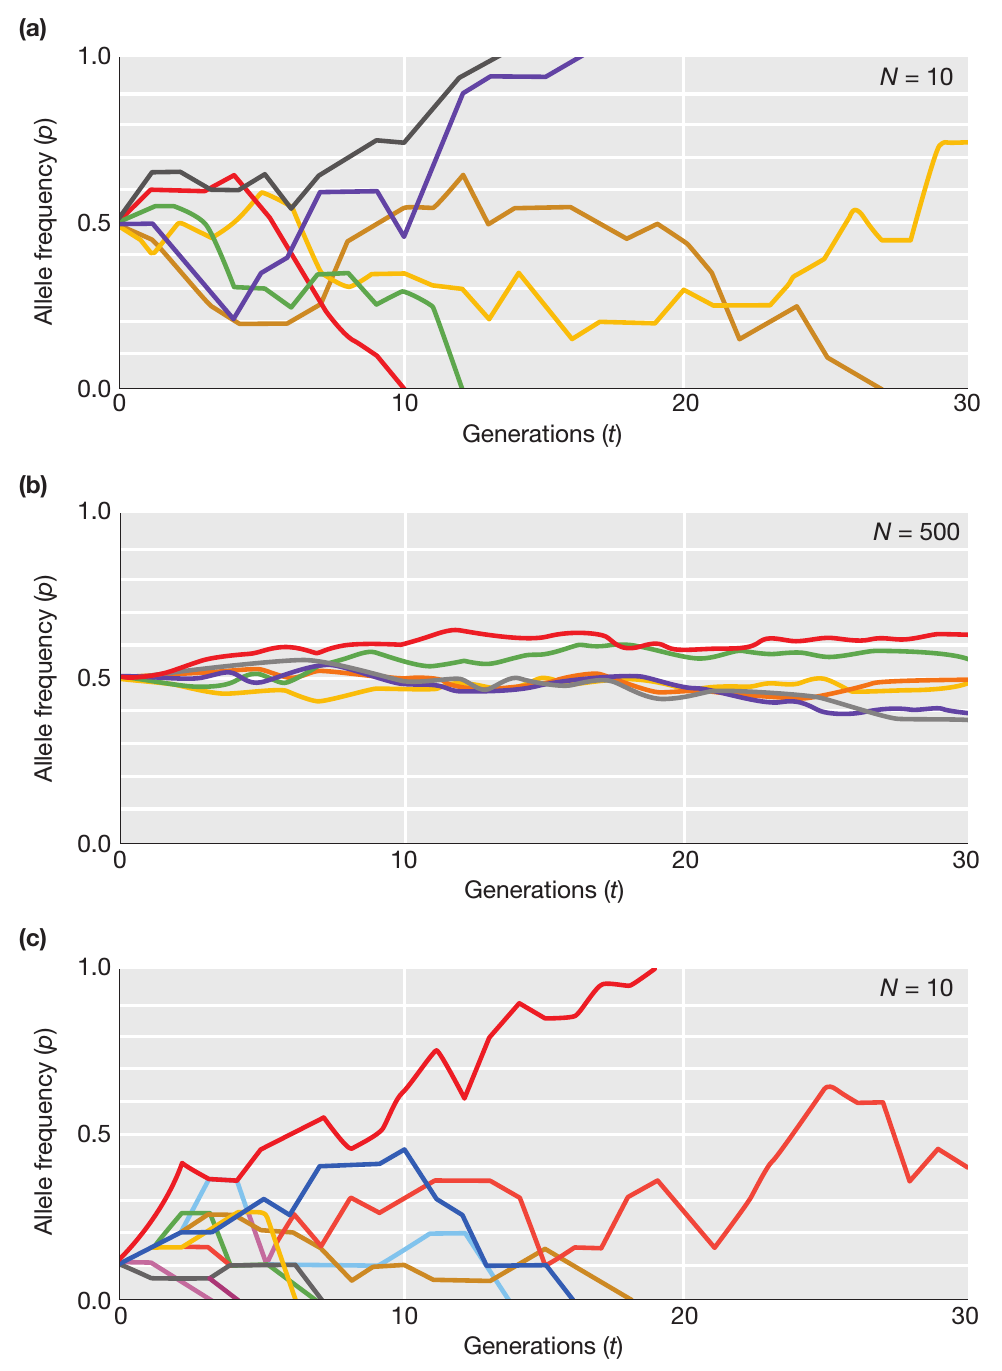 (a)
1.0
N = 10
0.5
Allele frequency (p)
0.0
0 10 20 30
Generations (t)
(b)
1.0
N = 500
0.5
Allele frequency (p)
0.0
0 10 20 30
Generations (t)
(c)
1.0
N = 10
0.5
Allele frequency (p)
0.0
0 10 20 30
Generations (t)